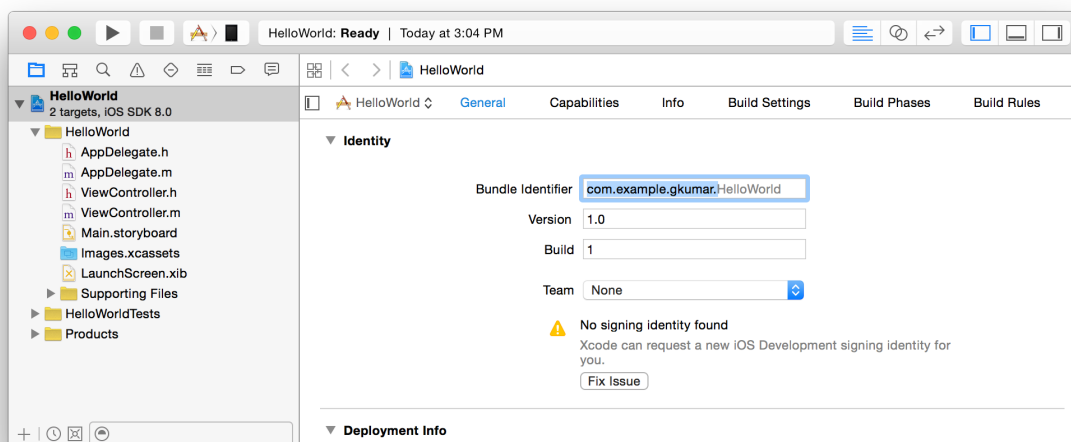 HelloWorld: Ready | Today at 3:04 PM
HelloWorld
HelloWorld
2 targets, iOS SDK 8.0
HelloWorld
h AppDelegate.h
m AppDelegate.m
h ViewController.h
m ViewController.m
Main.storyboard
Images.xcassets
LaunchScreen.xib
Supporting Files
HelloWorldTests
Products
HelloWorld General Capabilities Info Build Settings Build Phases Build Rules
Identity
Bundle Identifier com.example.gkumar.HelloWorld
Version 1.0
Build 1
Team None
No signing identity found
Xcode can request a new iOS Development signing identity for
you.
Fix Issue
Deployment Info